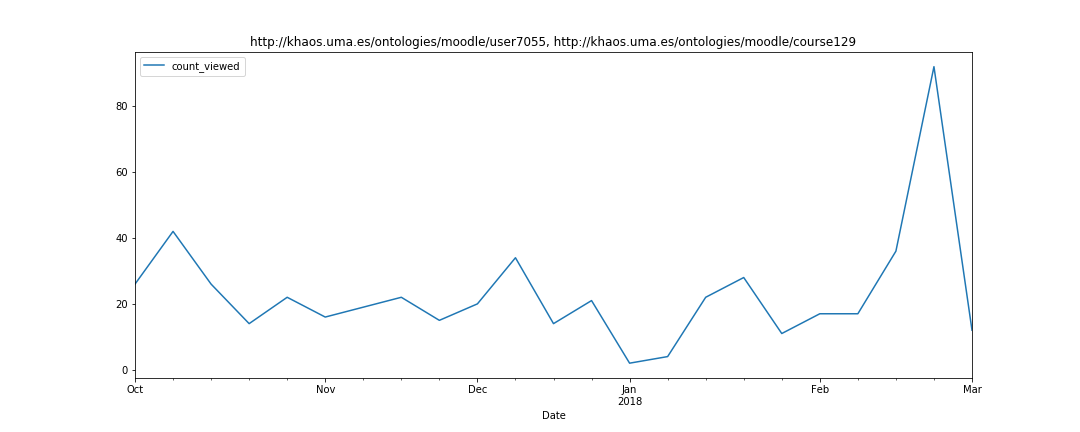 http://khaos.uma.es/ontologies/moodle/user7055, http://khaos.uma.es/ontologies/moodle/course129
count_viewed
80
60
40
20
0
Oct Nov Dec Jan Feb Mar
2018
Date